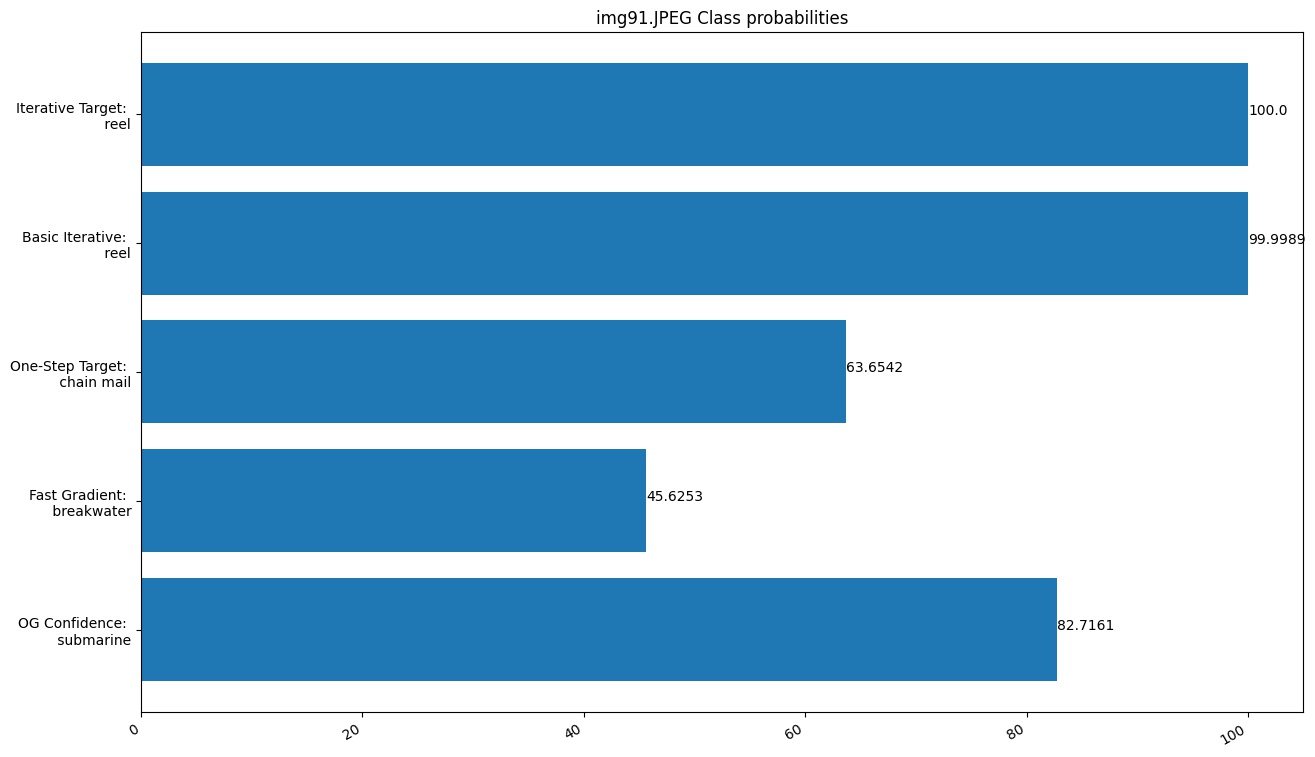 img91.JPEG Class probabilities
Iterative Target:
reel
100.0
Basic Iterative:
reel
99.9989
One-Step Target:
chain mail
63.6542
Fast Gradient:
breakwater
45.6253
OG Confidence:
submarine
82.7161
0
20
40
60
80
100